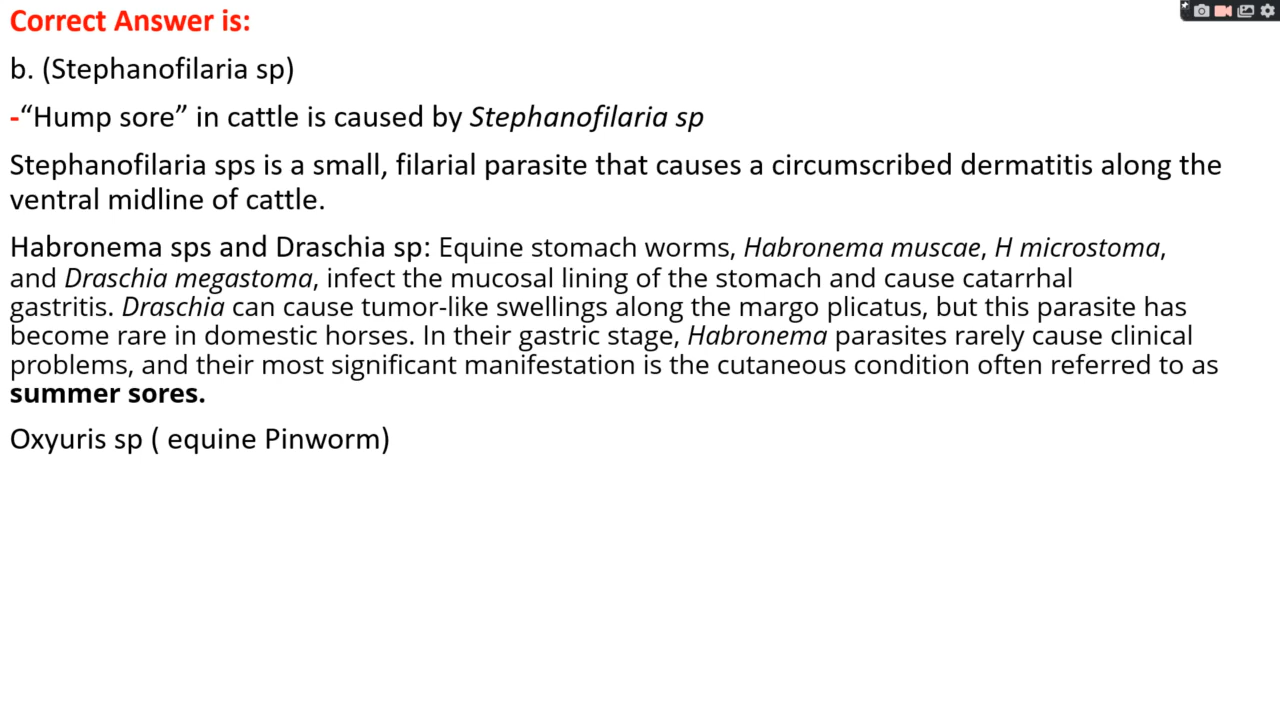 Correct Answer is:
b. (Stephanofilaria sp)
-“Hump sore” in cattle is caused by Stephanofilaria sp
Stephanofilaria sps is a small, filarial parasite that causes a circumscribed dermatitis along the
ventral midline of cattle.
Habronema sps and Draschia sp: Equine stomach worms, Habronema muscae, H microstoma,
and Draschia megastoma, infect the mucosal lining of the stomach and cause catarrhal
gastritis. Draschia can cause tumor-like swellings along the margo plicatus, but this parasite has
become rare in domestic horses. In their gastric stage, Habronema parasites rarely cause clinical
problems, and their most significant manifestation is the cutaneous condition often referred to as
summer sores.
Oxyuris sp ( equine Pinworm)